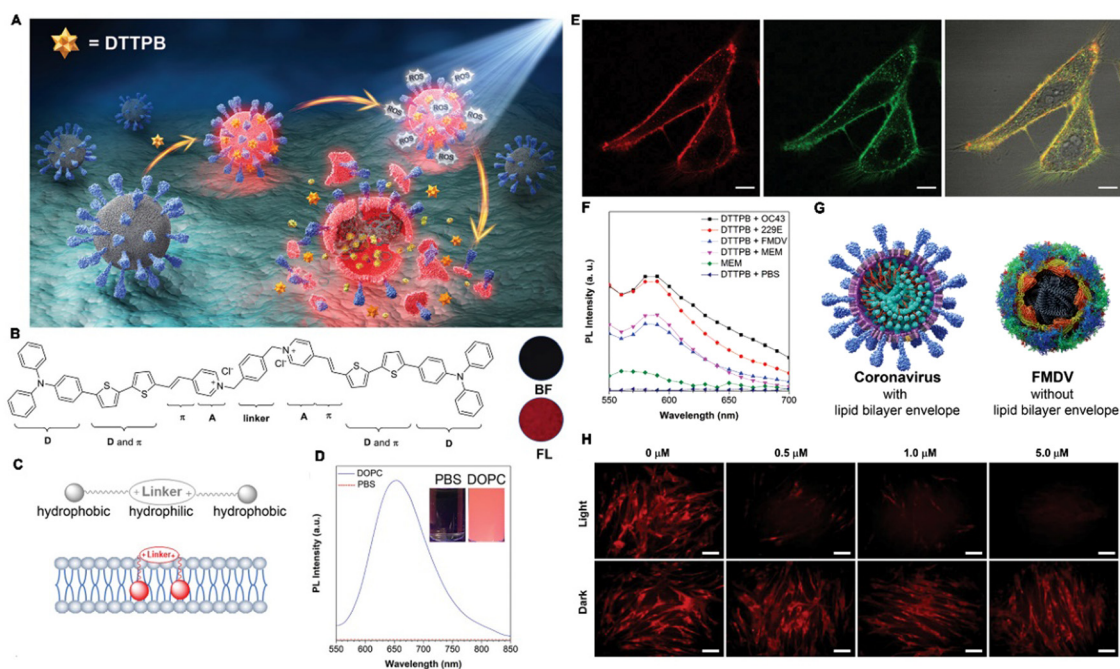 A
= DTTPB
ROS
ROS
ROS
ROS
ROS
ROS
ROS
B
N
N
+
Cl-
Cl-
N
+
N
π
A
linker
A
π
D
D and π
D and π
D
BF
FL
C
+ Linker +
hydrophobic hydrophilic hydrophobic
+ Linker +
D
DOPC
PBS
PBS DOPC
PL Intensity (a.u.)
550 600 650 700 750 800 850
Wavelength (nm)
E
F
DTTPB + OC43
DTTPB + 229E
DTTPB + FMDV
DTTPB + MEM
MEM
DTTPB + PBS
PL Intensity (a. u.)
550 600 650 700
Wavelength (nm)
G
Coronavirus
with
lipid bilayer envelope
FMDV
without
lipid bilayer envelope
H
0 μM 0.5 μM 1.0 μM 5.0 μM
Light
Dark